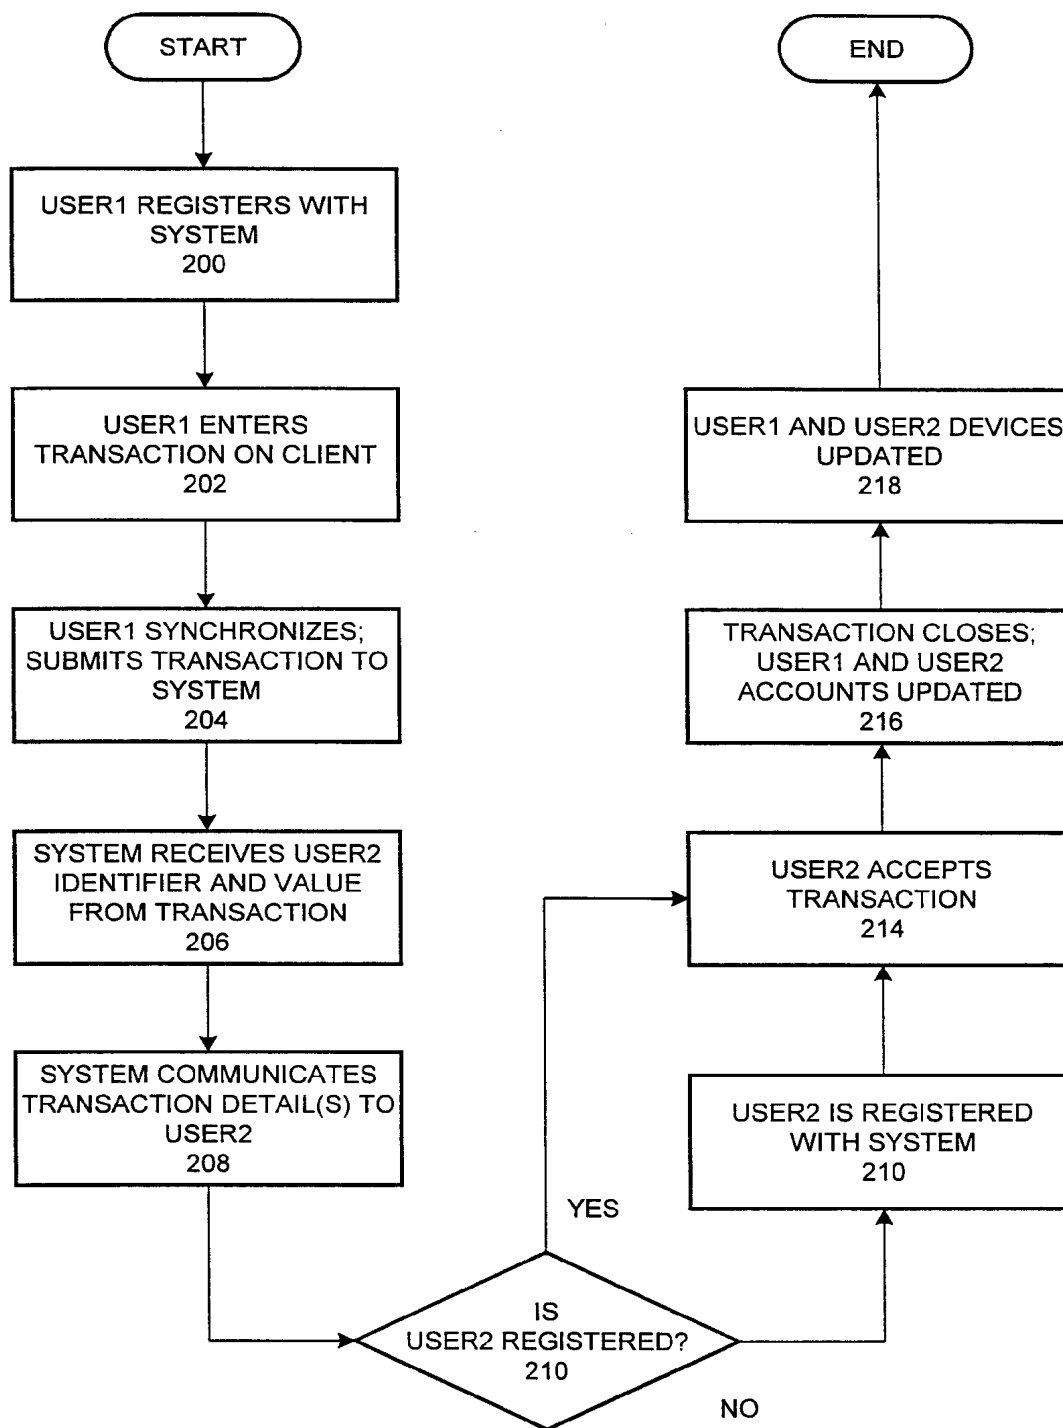 START
USER1 REGISTERS WITH
SYSTEM
200
USER1 ENTERS
TRANSACTION ON CLIENT
202
USER1 SYNCHRONIZES;
SUBMITS TRANSACTION TO
SYSTEM
204
SYSTEM RECEIVES USER2
IDENTIFIER AND VALUE
FROM TRANSACTION
206
SYSTEM COMMUNICATES
TRANSACTION DETAIL(S) TO
USER2
208
IS
USER2 REGISTERED?
210
YES
NO
USER2 IS REGISTERED
WITH SYSTEM
210
USER2 ACCEPTS
TRANSACTION
214
TRANSACTION CLOSES;
USER1 AND USER2
ACCOUNTS UPDATED
216
USER1 AND USER2 DEVICES
UPDATED
218
END